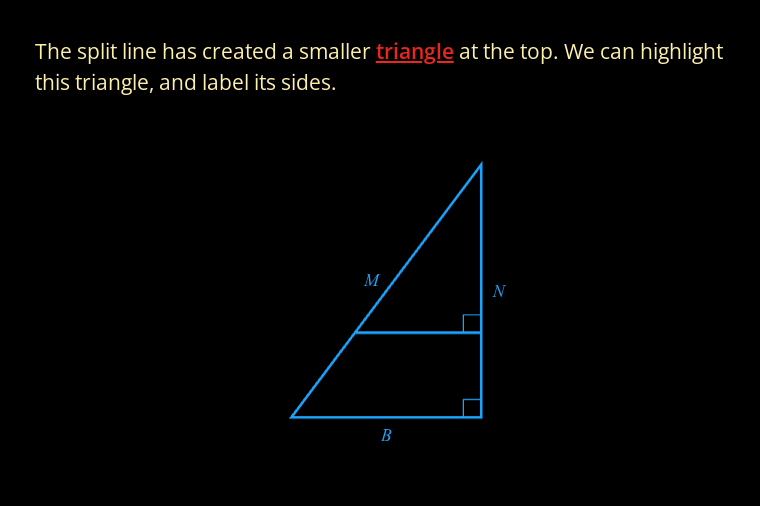 The split line has created a smaller triangle at the top. We can highlight
this triangle, and label its sides.
M
N
B